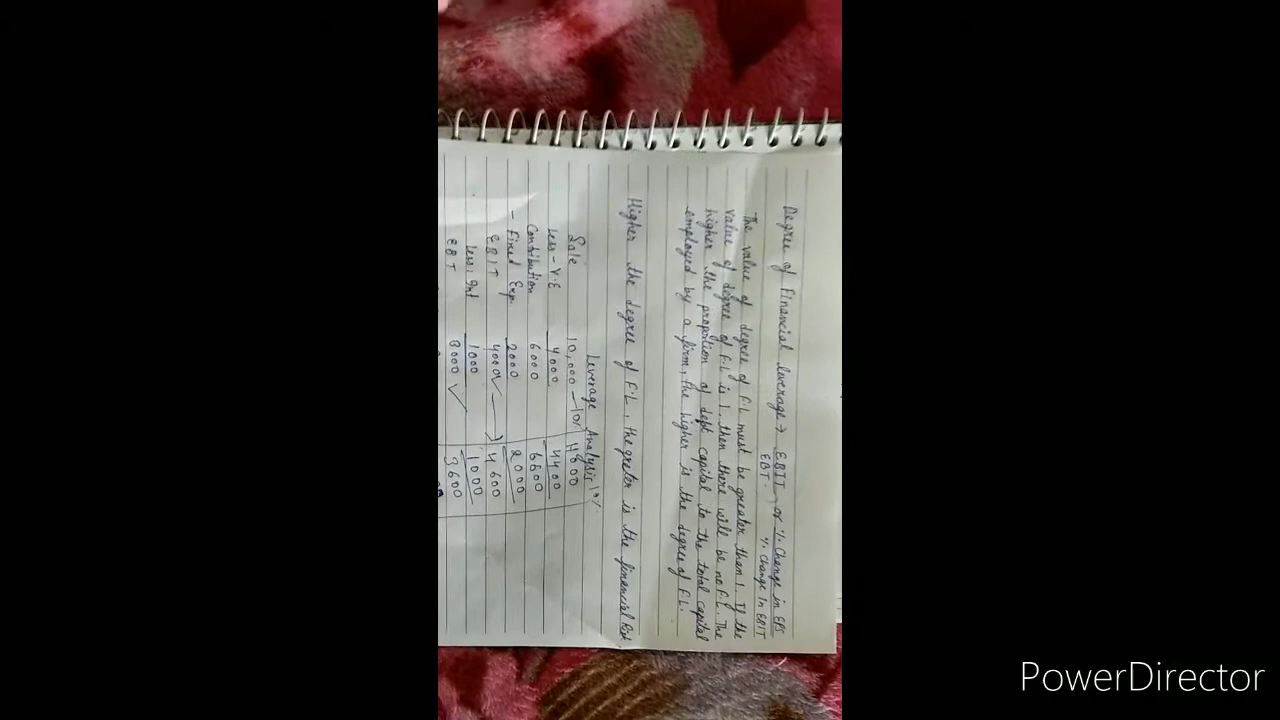 Degree of Financial leverage → EBIT / EBT, or % Change in EPS / % Change In EBIT
The value of degree of F.L must be greater then 1. If the
value of degree of F.L is 1. then there will be no F.L. The
higher the proportion of dept capital to the total capital
employed by a firm, the higher is the degree of F.L.
Higher the degree of F.L, the greter is the financial Risk.
Leverage Analysis 10%
Sale 10,000 10%
Less - V.E 4000 4400
Contribution 6000 6600
- Fixed Exp. 2000 2000
EBIT 4000 4600
Less: Int 1000 1000
EBT 3000 3600
PowerDirector